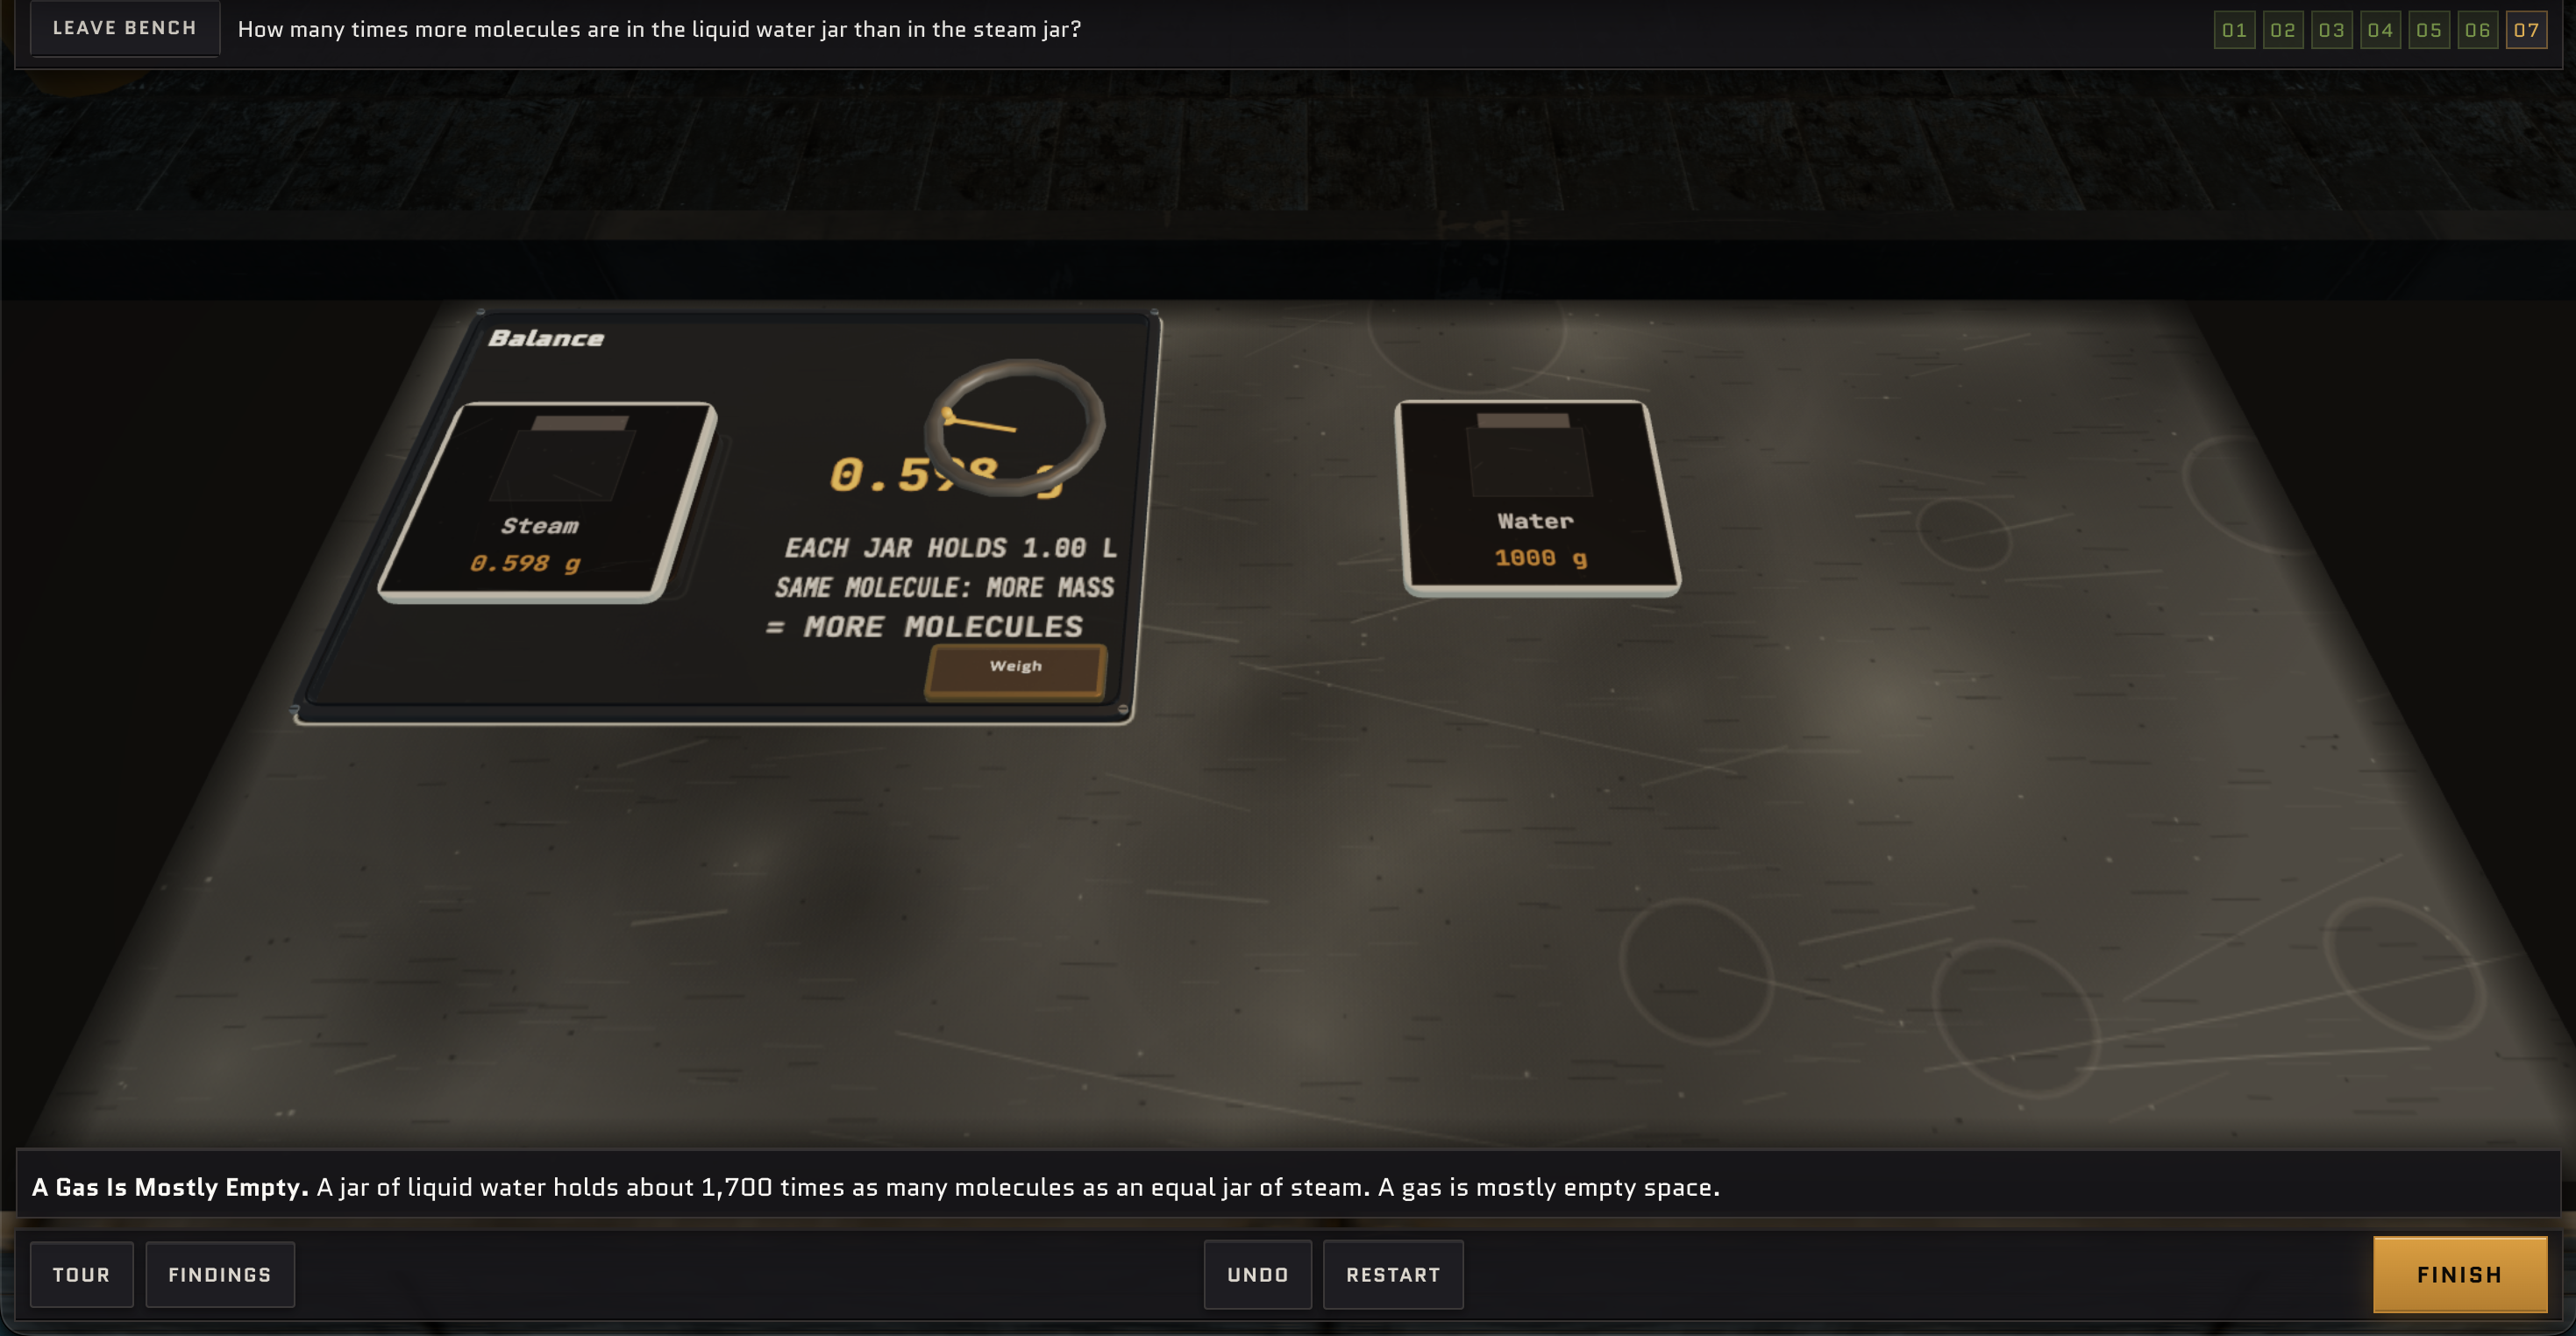 LEAVE BENCH
How many times more molecules are in the liquid water jar than in the steam jar?
01 02 03 04 05 06 07
Balance
0.598 g
EACH JAR HOLDS 1.00 L
SAME MOLECULE: MORE MASS
= MORE MOLECULES
Weigh
Steam
0.598 g
Water
1000 g
A Gas Is Mostly Empty. A jar of liquid water holds about 1,700 times as many molecules as an equal jar of steam. A gas is mostly empty space.
TOUR
FINDINGS
UNDO
RESTART
FINISH